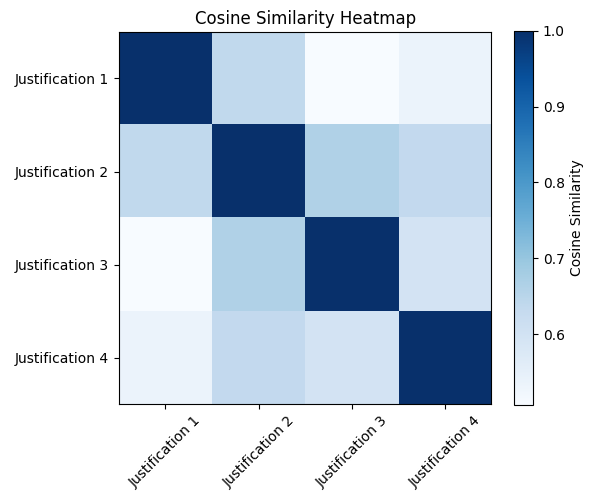 Cosine Similarity Heatmap
Justification 1
Justification 2
Justification 3
Justification 4
Justification 1
Justification 2
Justification 3
Justification 4
1.0
0.9
0.8
0.7
0.6
Cosine Similarity